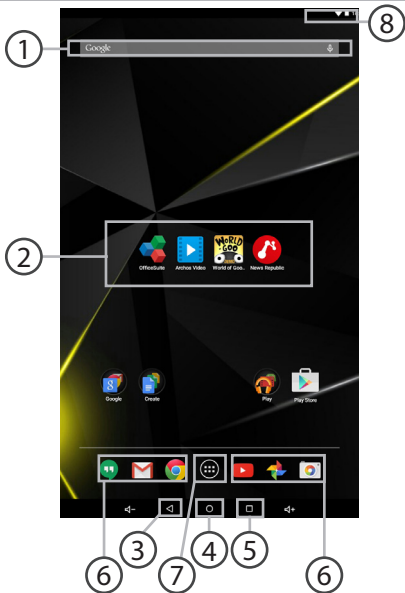 8
1
Google
2
OfficeSuite Archos Video World of Goo.. News Republic
Google Create Play Play Store
3 4 5
6 7 6